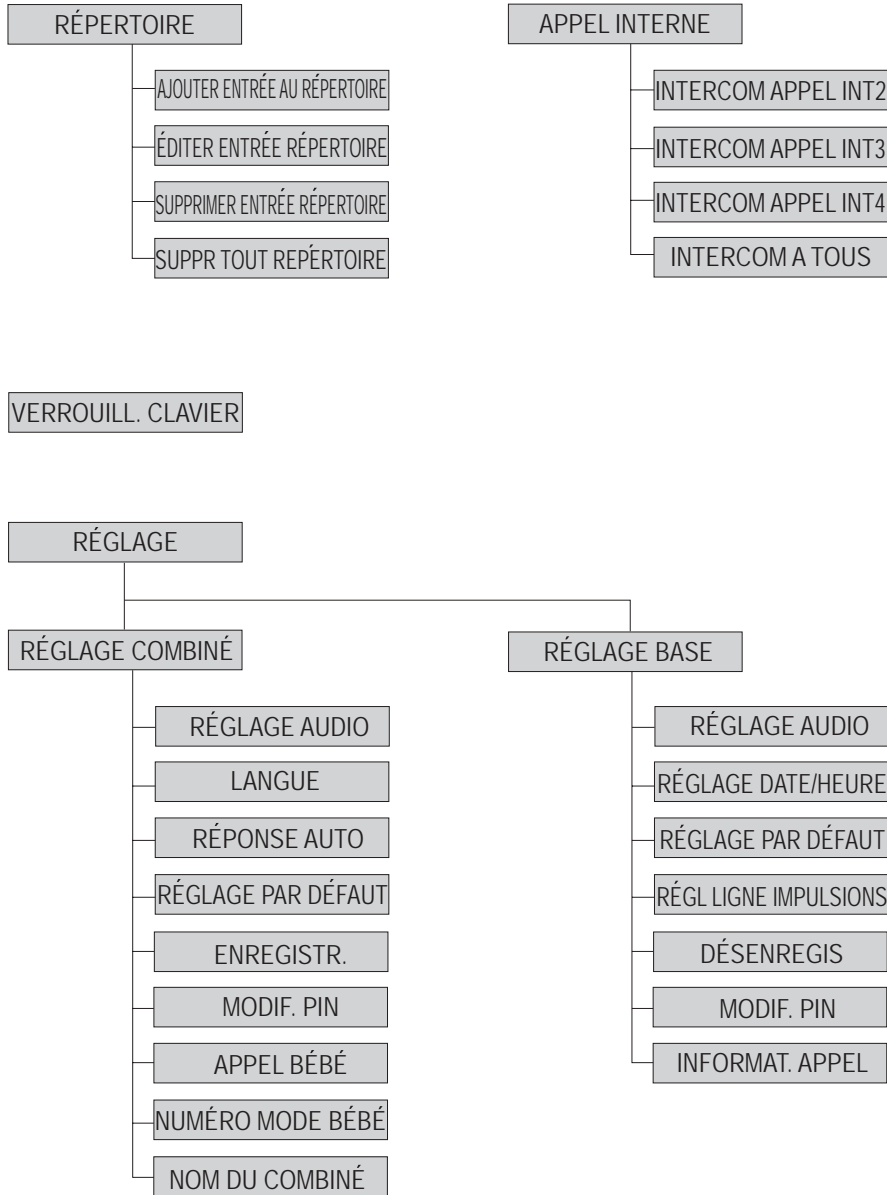 RÉPERTOIRE
AJOUTER ENTRÉE AU RÉPERTOIRE
ÉDITER ENTRÉE RÉPERTOIRE
SUPPRIMER ENTRÉE RÉPERTOIRE
SUPPR TOUT REPÉRTOIRE
APPEL INTERNE
INTERCOM APPEL INT2
INTERCOM APPEL INT3
INTERCOM APPEL INT4
INTERCOM A TOUS
VERROUILL. CLAVIER
RÉGLAGE
RÉGLAGE COMBINÉ
RÉGLAGE AUDIO
LANGUE
RÉPONSE AUTO
RÉGLAGE PAR DÉFAUT
ENREGISTR.
MODIF. PIN
APPEL BÉBÉ
NUMÉRO MODE BÉBÉ
NOM DU COMBINÉ
RÉGLAGE BASE
RÉGLAGE AUDIO
RÉGLAGE DATE/HEURE
RÉGLAGE PAR DÉFAUT
RÉGL LIGNE IMPULSIONS
DÉSENREGIS
MODIF. PIN
INFORMAT. APPEL